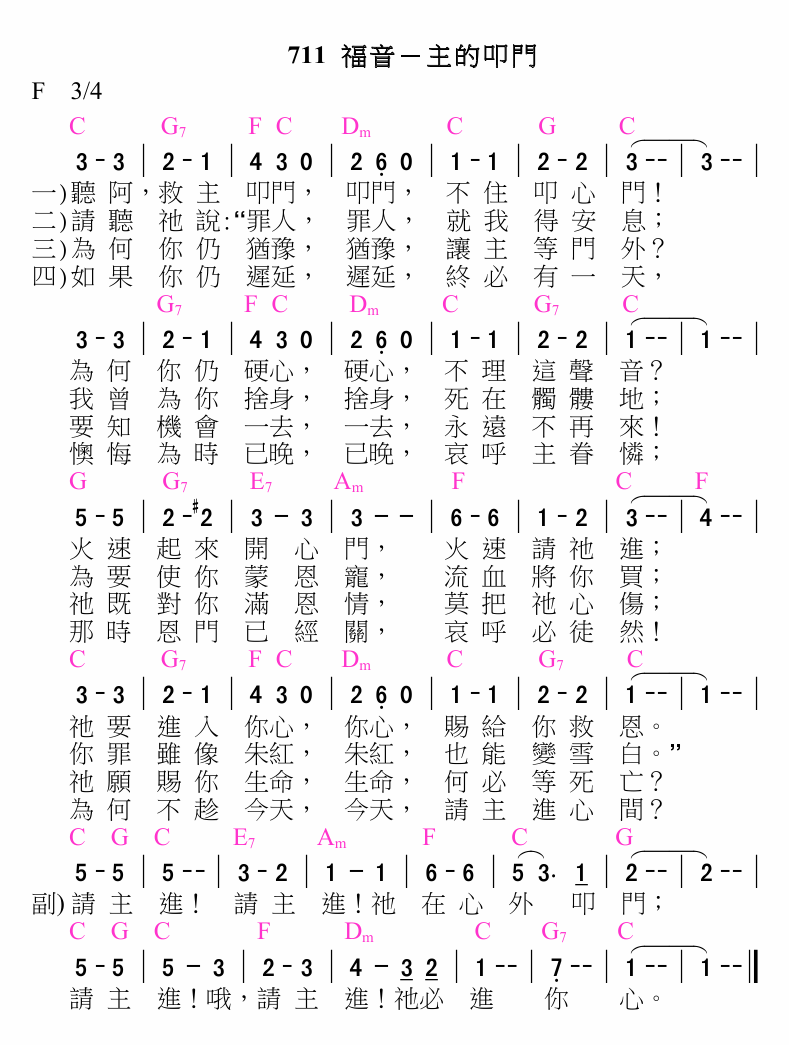 711 福音－主的叩門
F 3/4
C G7 F C Dm C G C
3 - 3 | 2 - 1 | 4 3 0 | 2 6̣ 0 | 1 - 1 | 2 - 2 | 3 - - | 3 - - |
一)聽 阿，救 主 叩門， 叩門， 不 住 叩 心 門！
二)請 聽 祂 說:“罪人， 罪人， 就 我 得 安 息；
三)為 何 你 仍 猶豫， 猶豫， 讓 主 等 門 外？
四)如 果 你 仍 遲延， 遲延， 終 必 有 一 天，
G7 F C Dm C G7 C
3 - 3 | 2 - 1 | 4 3 0 | 2 6̣ 0 | 1 - 1 | 2 - 2 | 1 - - | 1 - - |
為 何 你 仍 硬心， 硬心， 不 理 這 聲 音？
我 曾 為 你 捨身， 捨身， 死 在 髑 髏 地；
要 知 機 會 一去， 一去， 永 遠 不 再 來！
懊 悔 為 時 已晚， 已晚， 哀 呼 主 眷 憐；
G G7 E7 Am F C F
5 - 5 | 2 - #2 | 3 - 3 | 3 - - | 6 - 6 | 1 - 2 | 3 - - | 4 - - |
火 速 起 來 開 心 門， 火 速 請 祂 進；
為 要 使 你 蒙 恩 寵， 流 血 將 你 買；
祂 既 對 你 滿 恩 情， 莫 把 祂 心 傷；
那 時 恩 門 已 經 關， 哀 呼 必 徒 然！
C G7 F C Dm C G7 C
3 - 3 | 2 - 1 | 4 3 0 | 2 6̣ 0 | 1 - 1 | 2 - 2 | 1 - - | 1 - - |
祂 要 進 入 你心， 你心， 賜 給 你 救 恩。
你 罪 雖 像 朱紅， 朱紅， 也 能 變 雪 白。”
祂 願 賜 你 生命， 生命， 何 必 等 死 亡？
為 何 不 趁 今天， 今天， 請 主 進 心 間？
C G C E7 Am F C G
5 - 5 | 5 - - | 3 - 2 | 1 - 1 | 6 - 6 | 5 3. 1 | 2 - - | 2 - - |
副)請 主 進！ 請 主 進！祂 在 心 外 叩 門；
C G C F Dm C G7 C
5 - 5 | 5 - 3 | 2 - 3 | 4 - 3 2 | 1 - - | 7̣ - - | 1 - - | 1 - - ||
請 主 進！哦，請 主 進！祂必 進 你 心。